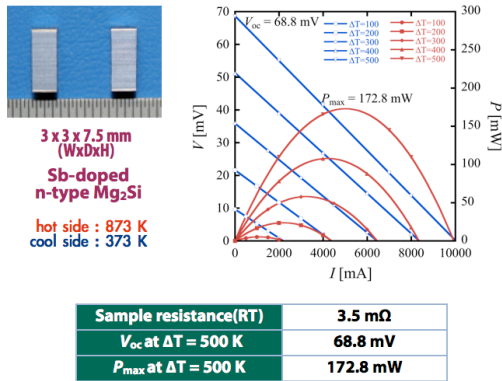 3 x 3 x 7.5 mm
(WxDxH)
Sb-doped
n-type Mg₂Si
hot side : 873 K
cool side : 373 K
V_oc = 68.8 mV
P_max = 172.8 mW
ΔT=100
ΔT=200
ΔT=300
ΔT=400
ΔT=500
ΔT=100
ΔT=200
ΔT=300
ΔT=400
ΔT=500
V [mV]
70
60
50
40
30
20
10
0
P [mW]
300
250
200
150
100
50
0
0 2000 4000 6000 8000 10000
I [mA]
Sample resistance(RT) 3.5 mΩ
V_oc at ΔT = 500 K 68.8 mV
P_max at ΔT = 500 K 172.8 mW